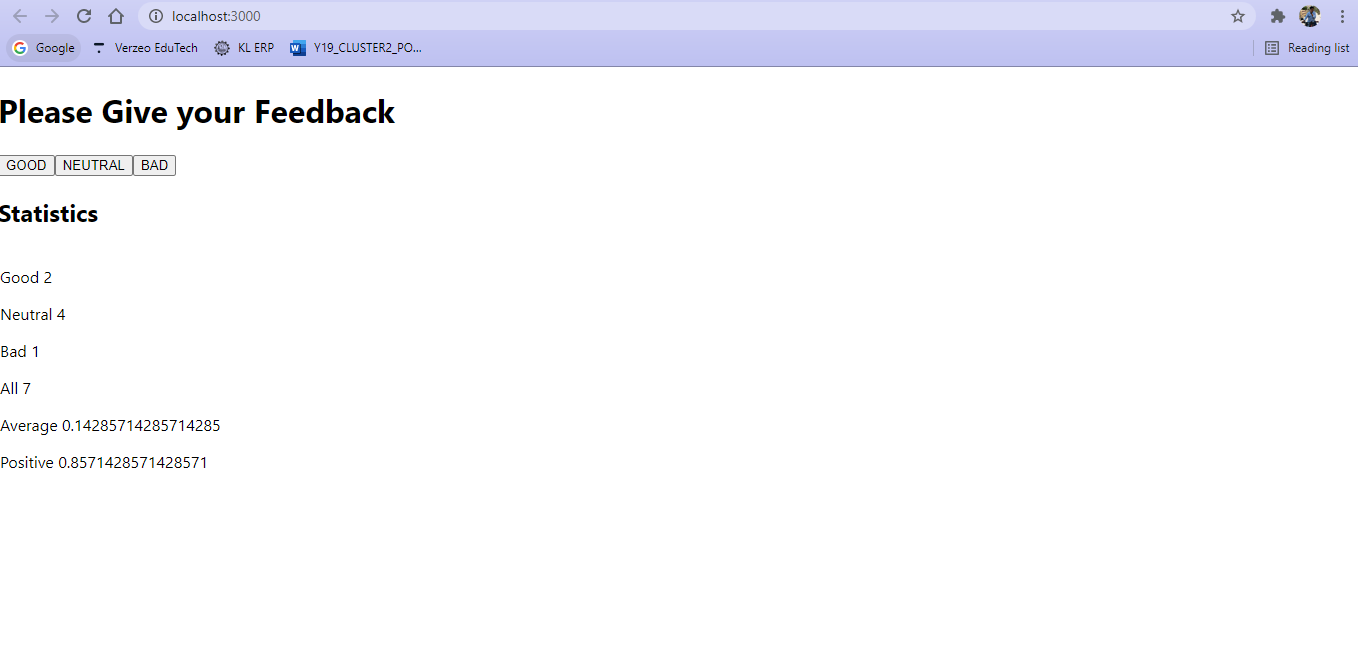 localhost:3000
Google Verzeo EduTech KL ERP Y19_CLUSTER2_PO... Reading list
Please Give your Feedback
GOOD NEUTRAL BAD
Statistics
Good 2
Neutral 4
Bad 1
All 7
Average 0.14285714285714285
Positive 0.8571428571428571